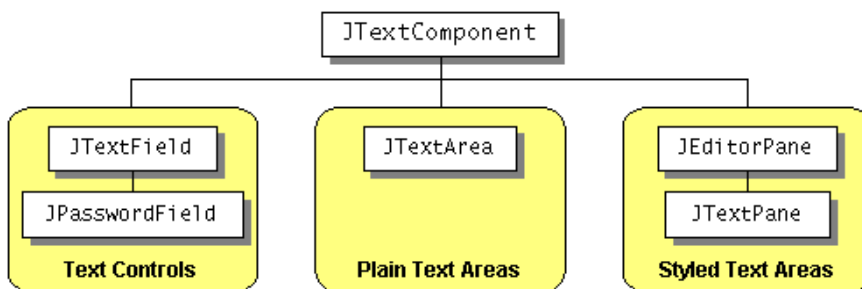 JTextComponent
JTextField
JPasswordField
Text Controls
JTextArea
Plain Text Areas
JEditorPane
JTextPane
Styled Text Areas